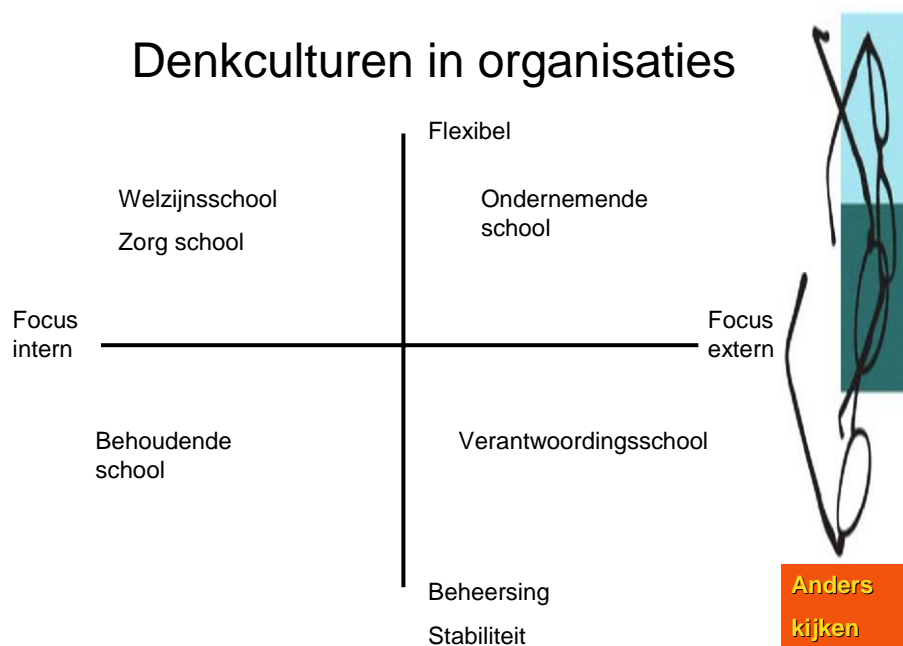 Denkculturen in organisaties
Flexibel
Welzijnsschool
Zorg school
Ondernemende
school
Focus
intern
Focus
extern
Behoudende
school
Verantwoordingsschool
Beheersing
Stabiliteit
Anders
kijken